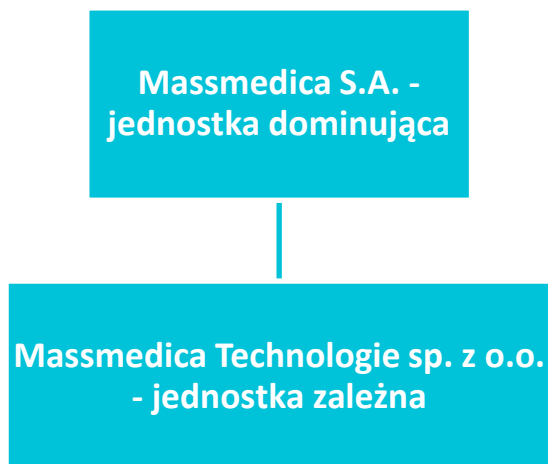 Massmedica S.A. -
jednostka dominująca
Massmedica Technologie sp. z o.o.
- jednostka zależna